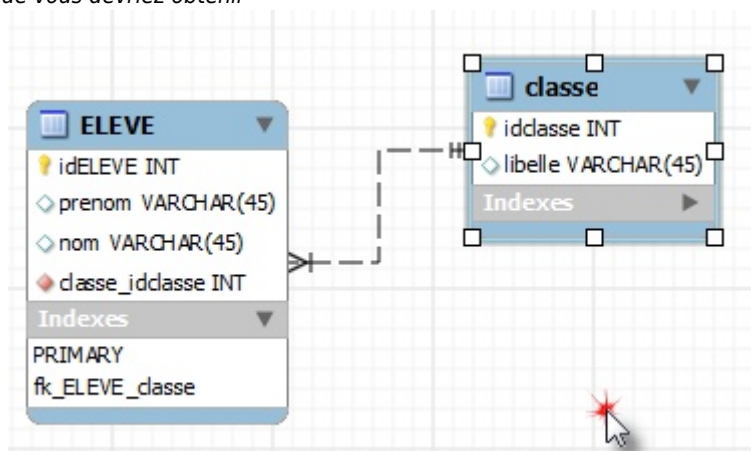 que vous devriez obtenir
ELEVE
idELEVE INT
prenom VARCHAR(45)
nom VARCHAR(45)
classe_idclasse INT
Indexes
PRIMARY
fk_ELEVE_classe
classe
idclasse INT
libelle VARCHAR(45)
Indexes